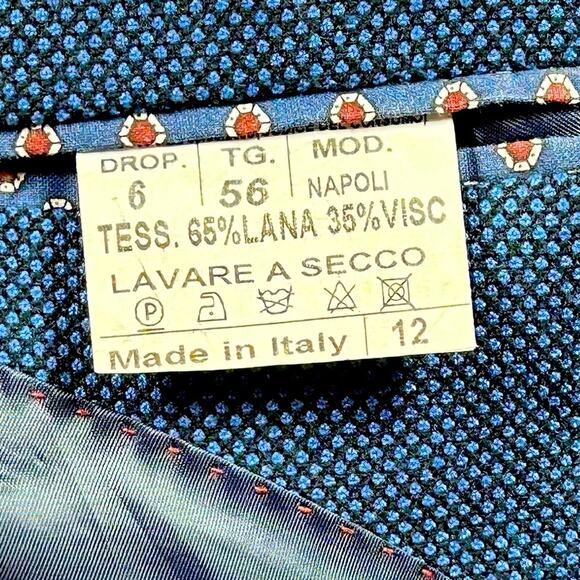 DROP. TG. MOD.
6 56 NAPOLI
TESS. 65%LANA 35%VISC
LAVARE A SECCO
P
Made in Italy 12